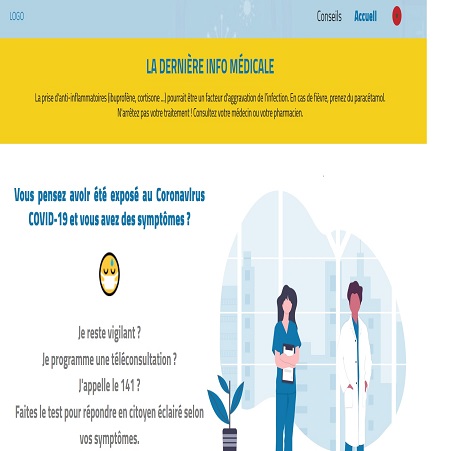 LOGO
Conseils
Accueil
LA DERNIÈRE INFO MÉDICALE
La prise d'anti-inflammatoires (ibuprofène, cortisone ...) pourrait être un facteur d'aggravation de l'infection. En cas de fièvre, prenez du paracétamol.
N'arrêtez pas votre traitement ! Consultez votre médecin ou votre pharmacien.
Vous pensez avoir été exposé au Coronavirus
COVID-19 et vous avez des symptômes ?
Je reste vigilant ?
Je programme une téléconsultation ?
J'appelle le 141 ?
Faites le test pour répondre en citoyen éclairé selon
vos symptômes.